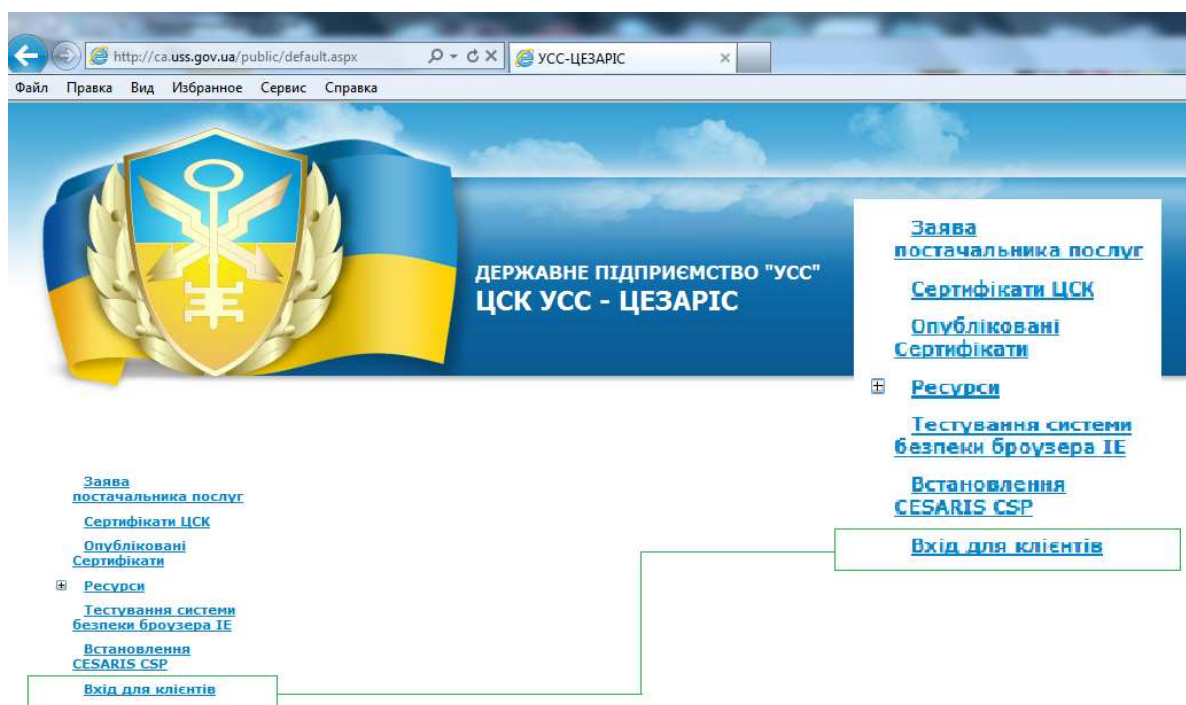 http://ca.uss.gov.ua/public/default.aspx
УСС-ЦЕЗАРІС
Файл Правка Вид Избранное Сервис Справка
ДЕРЖАВНЕ ПІДПРИЄМСТВО "УСС"
ЦСК УСС - ЦЕЗАРІС
Заява
постачальника послуг
Сертифікати ЦСК
Опубліковані
Сертифікати
Ресурси
Тестування системи
безпеки броузера IE
Встановлення
CESARIS CSP
Вхід для клієнтів
Заява
постачальника послуг
Сертифікати ЦСК
Опубліковані
Сертифікати
Ресурси
Тестування системи
безпеки броузера IE
Встановлення
CESARIS CSP
Вхід для клієнтів